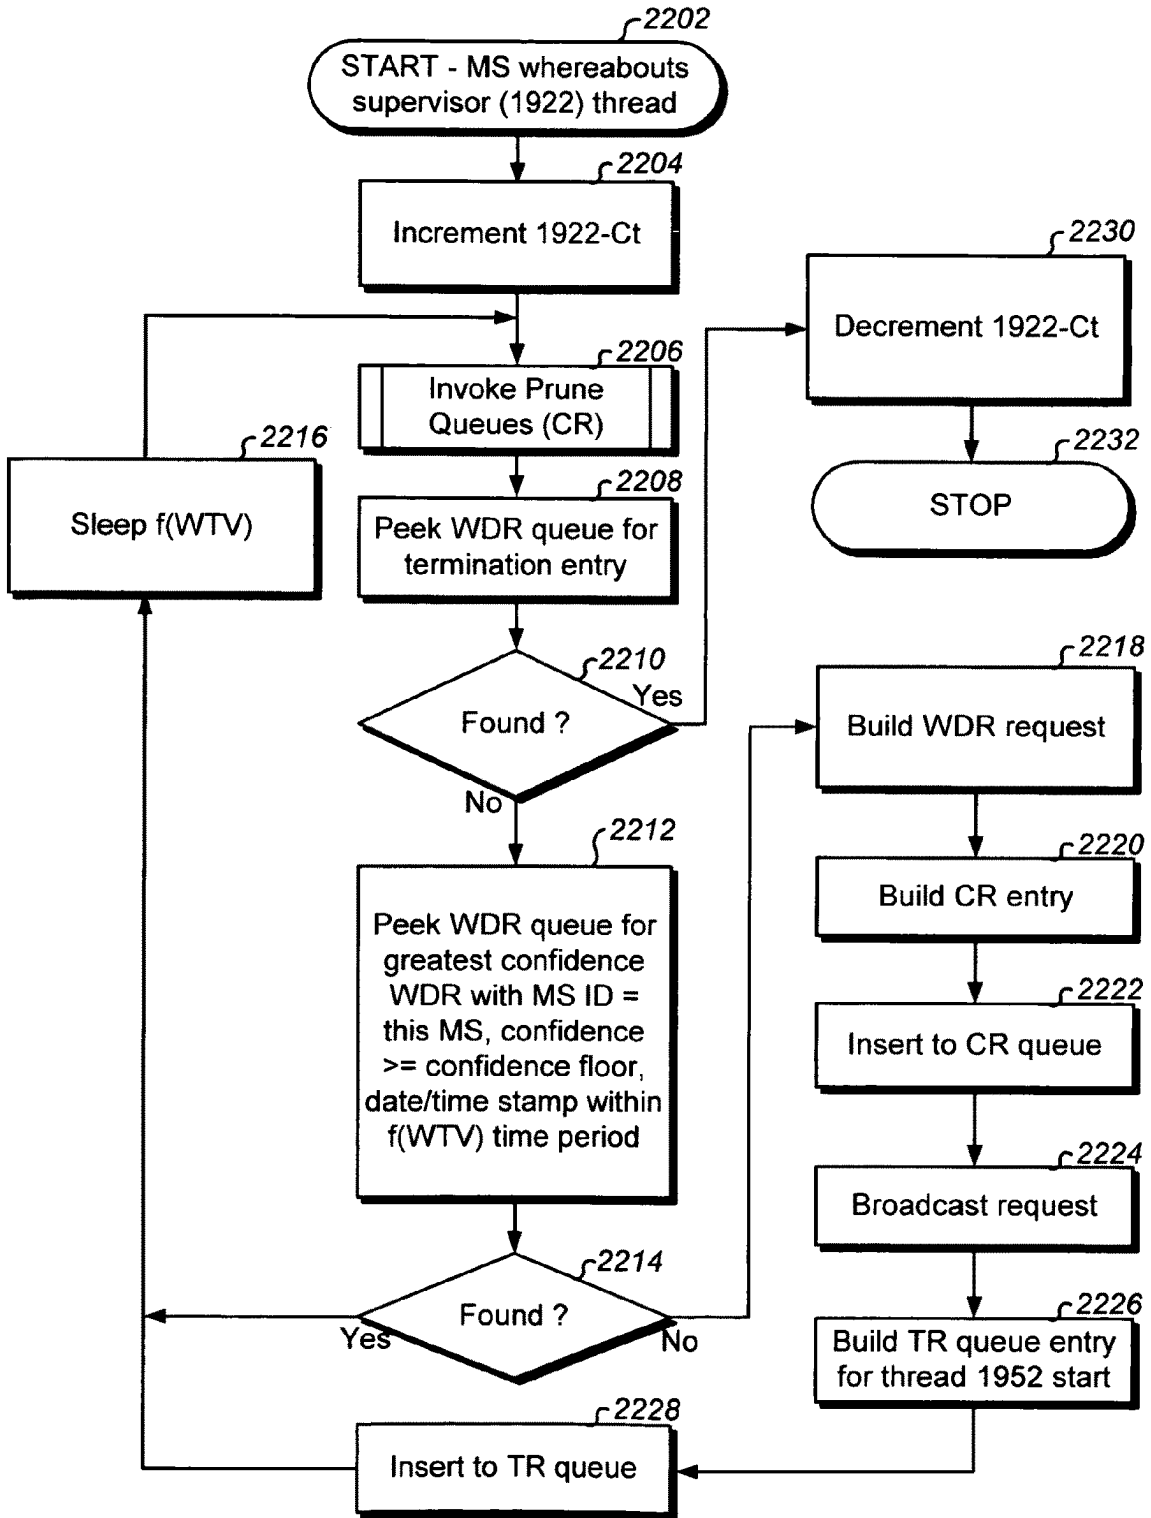 2202
START - MS whereabouts
supervisor (1922) thread
2204
Increment 1922-Ct
2206
Invoke Prune
Queues (CR)
2208
Peek WDR queue for
termination entry
2210
Found ?
Yes
No
2212
Peek WDR queue for
greatest confidence
WDR with MS ID =
this MS, confidence
>= confidence floor,
date/time stamp within
f(WTV) time period
2214
Found ?
Yes
No
2216
Sleep f(WTV)
2218
Build WDR request
2220
Build CR entry
2222
Insert to CR queue
2224
Broadcast request
2226
Build TR queue entry
for thread 1952 start
2228
Insert to TR queue
2230
Decrement 1922-Ct
2232
STOP